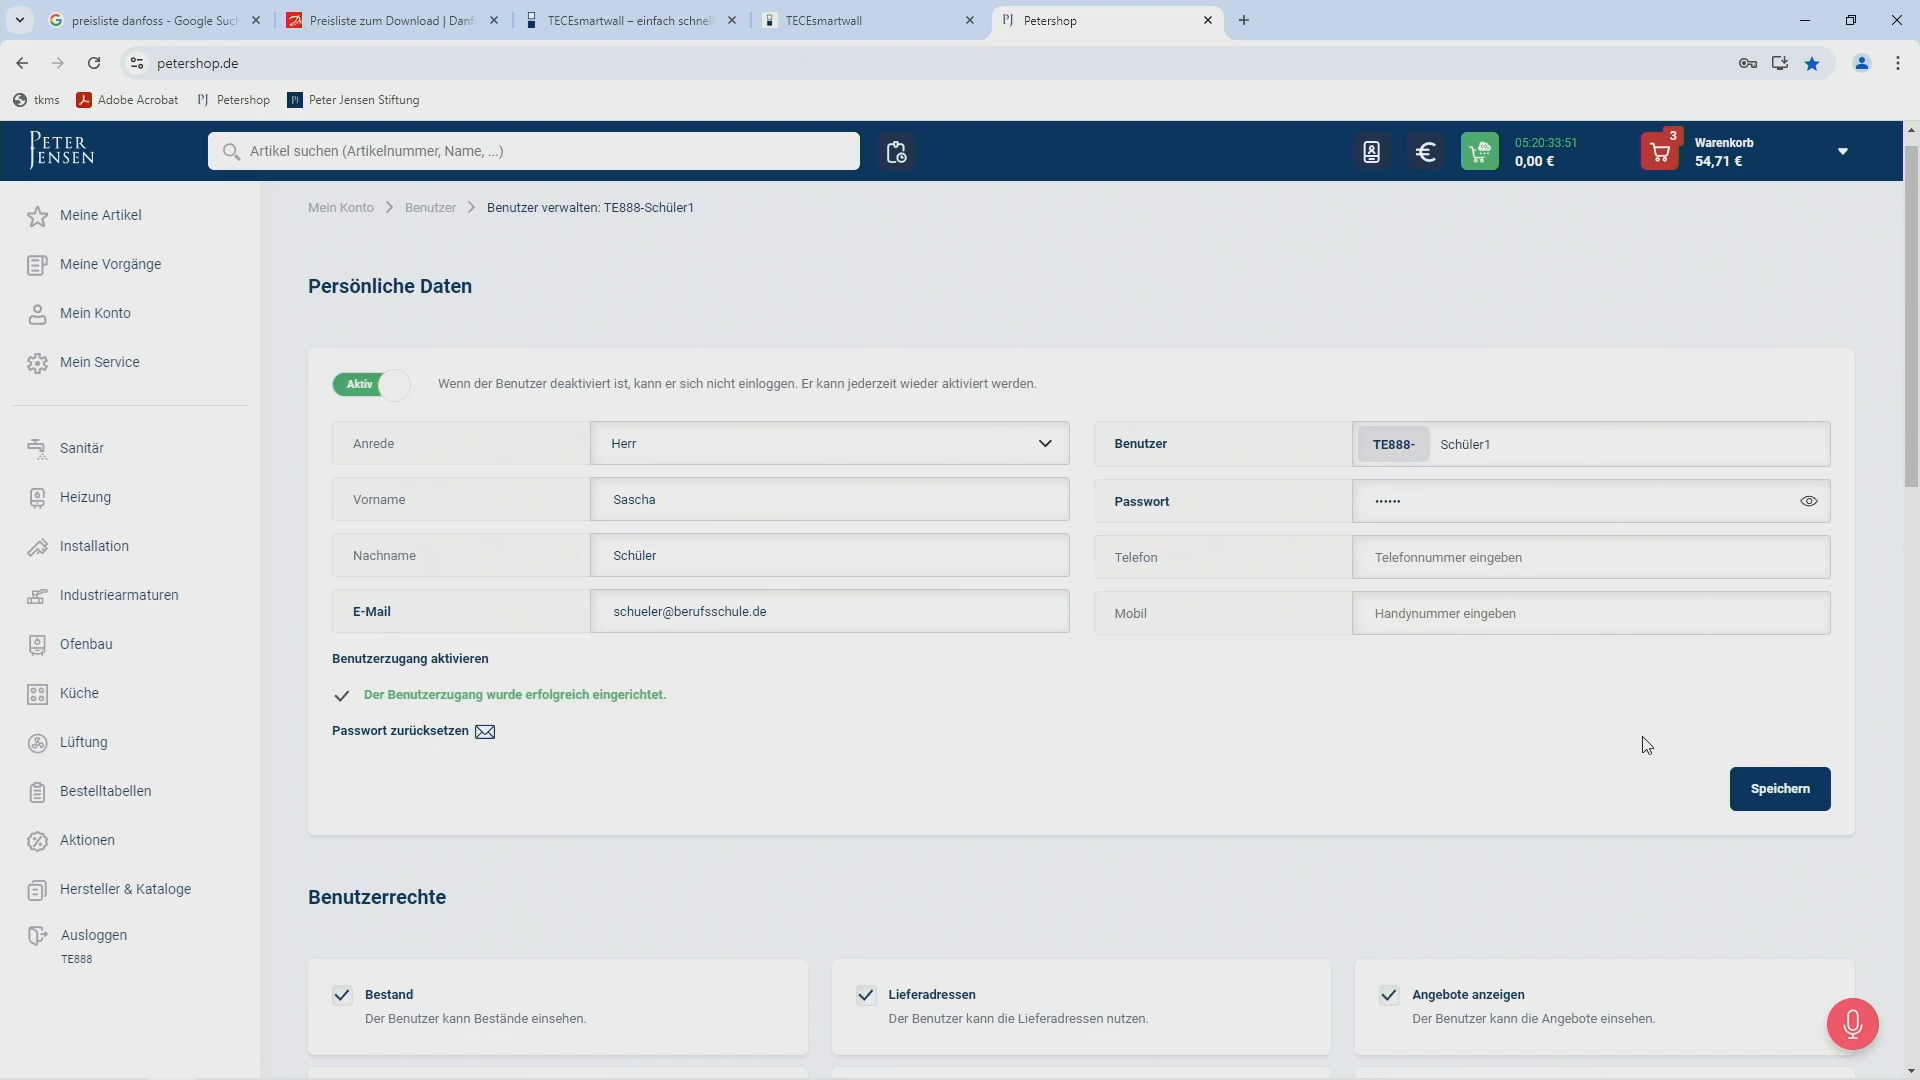 preisliste danfoss - Google Such
Preisliste zum Download | Danf
TECEsmartwall – einfach schnell
TECEsmartwall
Petershop
petershop.de
tkms
Adobe Acrobat
Petershop
Peter Jensen Stiftung
PETER JENSEN
Artikel suchen (Artikelnummer, Name, ...)
05:20:33:51
0,00 €
3
Warenkorb
54,71 €
Meine Artikel
Meine Vorgänge
Mein Konto
Mein Service
Sanitär
Heizung
Installation
Industriearmaturen
Ofenbau
Küche
Lüftung
Bestelltabellen
Aktionen
Hersteller & Kataloge
Ausloggen
TE888
Mein Konto > Benutzer > Benutzer verwalten: TE888-Schüler1
Persönliche Daten
Aktiv
Wenn der Benutzer deaktiviert ist, kann er sich nicht einloggen. Er kann jederzeit wieder aktiviert werden.
Anrede
Herr
Benutzer
TE888-
Schüler1
Vorname
Sascha
Passwort
••••••
Nachname
Schüler
Telefon
Telefonnummer eingeben
E-Mail
schueler@berufsschule.de
Mobil
Handynummer eingeben
Benutzerzugang aktivieren
Der Benutzerzugang wurde erfolgreich eingerichtet.
Passwort zurücksetzen
Speichern
Benutzerrechte
Bestand
Der Benutzer kann Bestände einsehen.
Lieferadressen
Der Benutzer kann die Lieferadressen nutzen.
Angebote anzeigen
Der Benutzer kann die Angebote einsehen.